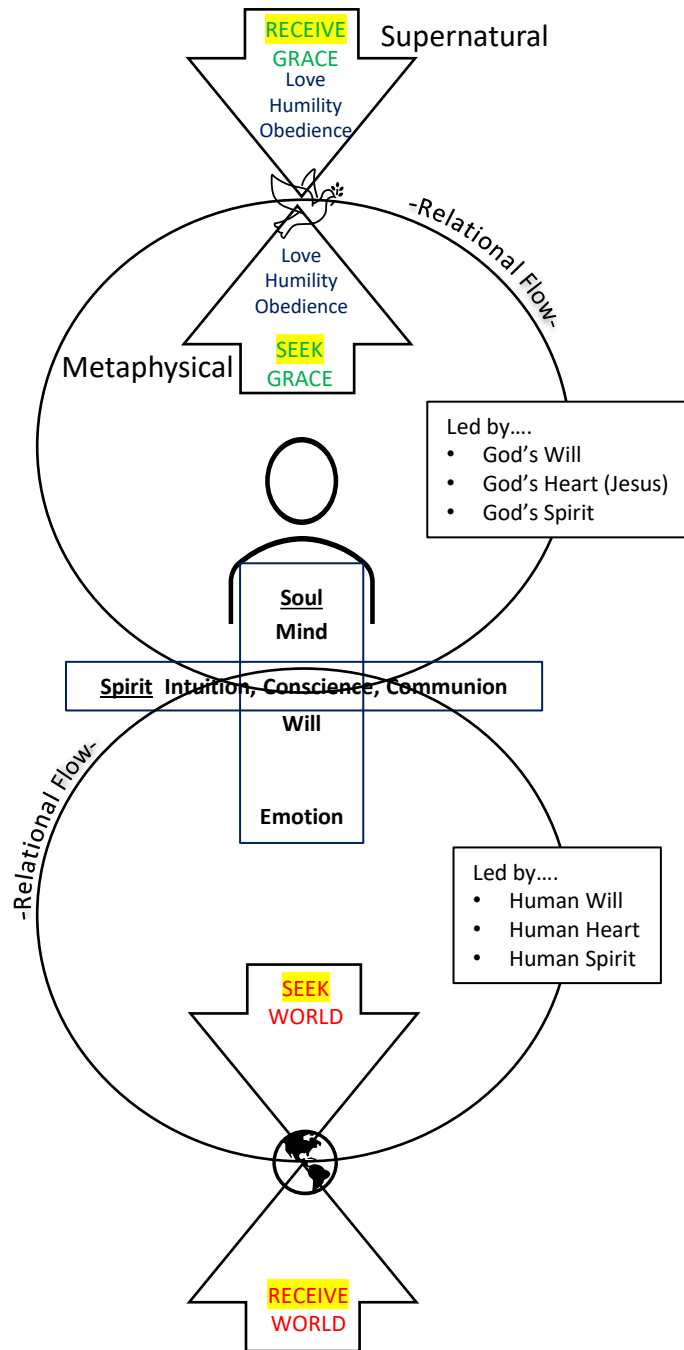 RECEIVE
GRACE
Supernatural
Love
Humility
Obedience
-Relational Flow-
Love
Humility
Obedience
SEEK
GRACE
Metaphysical
Led by....
• God's Will
• God's Heart (Jesus)
• God's Spirit
Soul
Mind
Spirit Intuition, Conscience, Communion
Will
Emotion
-Relational Flow-
Led by....
• Human Will
• Human Heart
• Human Spirit
SEEK
WORLD
RECEIVE
WORLD